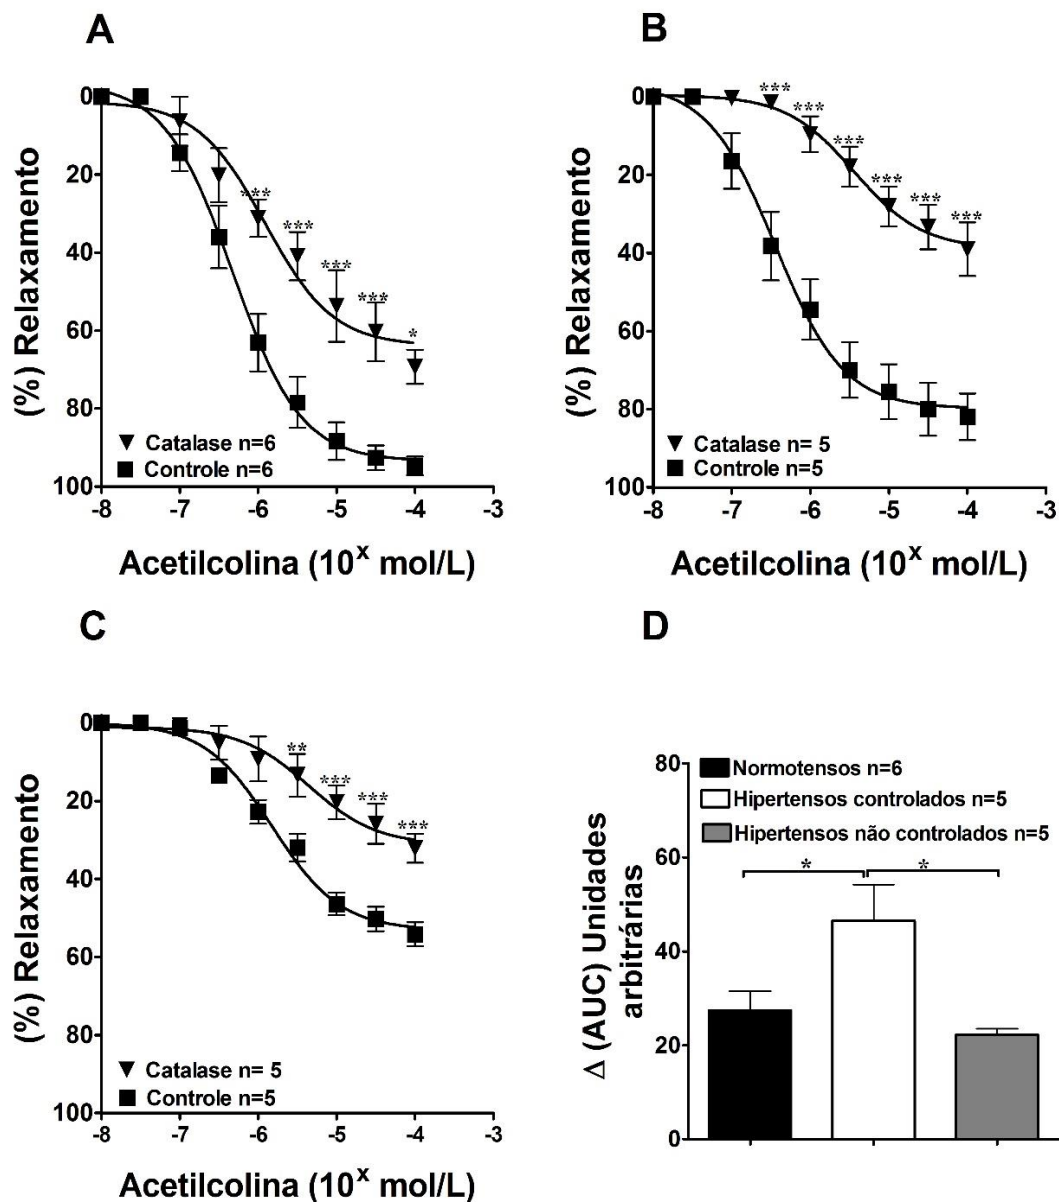 A
0
20
40
60
80
100
(%) Relaxamento
***
***
***
***
*
Catalase n=6
Controle n=6
-8 -7 -6 -5 -4 -3
Acetilcolina (10^x mol/L)
B
0
20
40
60
80
100
(%) Relaxamento
***
***
***
***
***
***
Catalase n= 5
Controle n=5
-8 -7 -6 -5 -4 -3
Acetilcolina (10^x mol/L)
C
0
20
40
60
80
100
(%) Relaxamento
**
***
***
***
Catalase n= 5
Controle n=5
-8 -7 -6 -5 -4 -3
Acetilcolina (10^x mol/L)
D
80
60
40
20
0
Δ (AUC) Unidades
arbitrárias
Normotensos n=6
Hipertensos controlados n=5
Hipertensos não controlados n=5
* *